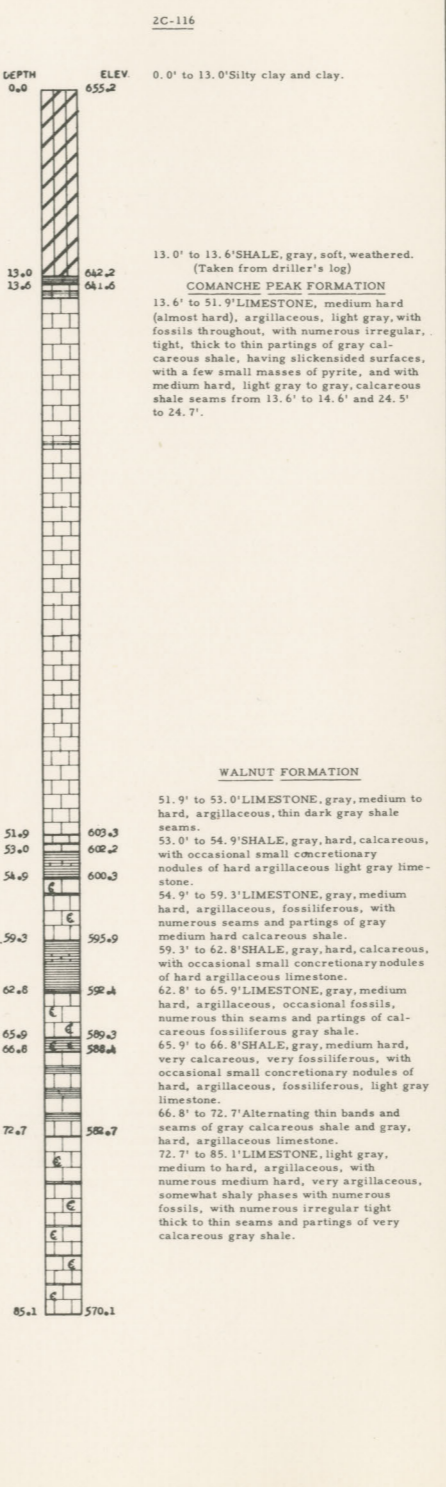 2C-116
DEPTH ELEV. 0.0' to 13.0'Silty clay and clay.
0.0 655.2
13.0' to 13.6'SHALE, gray, soft, weathered.
(Taken from driller's log)
13.0 642.2
13.6 641.6 COMANCHE PEAK FORMATION
13.6' to 51.9'LIMESTONE, medium hard
(almost hard), argillaceous, light gray, with
fossils throughout, with numerous irregular,
tight, thick to thin partings of gray cal-
careous shale, having slickensided surfaces,
with a few small masses of pyrite, and with
medium hard, light gray to gray, calcareous
shale seams from 13.6' to 14.6' and 24.5'
to 24.7'.
WALNUT FORMATION
51.9' to 53.0'LIMESTONE, gray, medium to
hard, argillaceous, thin dark gray shale
seams.
51.9 603.3
53.0' to 54.9'SHALE, gray, hard, calcareous,
53.0 602.2
with occasional small concretionary
nodules of hard argillaceous light gray lime-
54.9 600.3
stone.
54.9' to 59.3'LIMESTONE, gray, medium
hard, argillaceous, fossiliferous, with
numerous seams and partings of gray
medium hard calcareous shale.
59.3 595.9
59.3' to 62.8'SHALE, gray, hard, calcareous,
with occasional small concretionary nodules
of hard argillaceous limestone.
62.8 592.4
62.8' to 65.9'LIMESTONE, gray, medium
hard, argillaceous, occasional fossils,
numerous thin seams and partings of cal-
careous fossiliferous gray shale.
65.9 589.3
65.9' to 66.8'SHALE, gray, medium hard,
66.8 588.4
very calcareous, very fossiliferous, with
occasional small concretionary nodules of
hard, argillaceous, fossiliferous, light gray
limestone.
66.8' to 72.7'Alternating thin bands and
seams of gray calcareous shale and gray,
72.7 582.7
hard, argillaceous limestone.
72.7' to 85.1'LIMESTONE, light gray,
medium to hard, argillaceous, with
numerous medium hard, very argillaceous,
somewhat shaly phases with numerous
fossils, with numerous irregular tight
thick to thin seams and partings of very
calcareous gray shale.
85.1 570.1